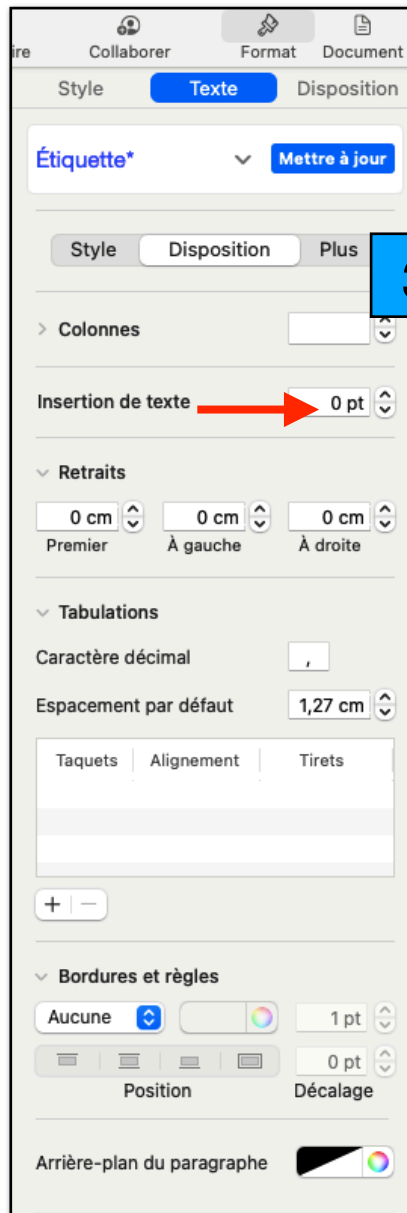 ire Collaborer Format Document
Style Texte Disposition
Étiquette* Mettre à jour
Style Disposition Plus
Colonnes
Insertion de texte 0 pt
Retraits
0 cm 0 cm 0 cm
Premier À gauche À droite
Tabulations
Caractère décimal ,
Espacement par défaut 1,27 cm
Taquets Alignement Tirets
+ −
Bordures et règles
Aucune 1 pt
0 pt
Position Décalage
Arrière-plan du paragraphe